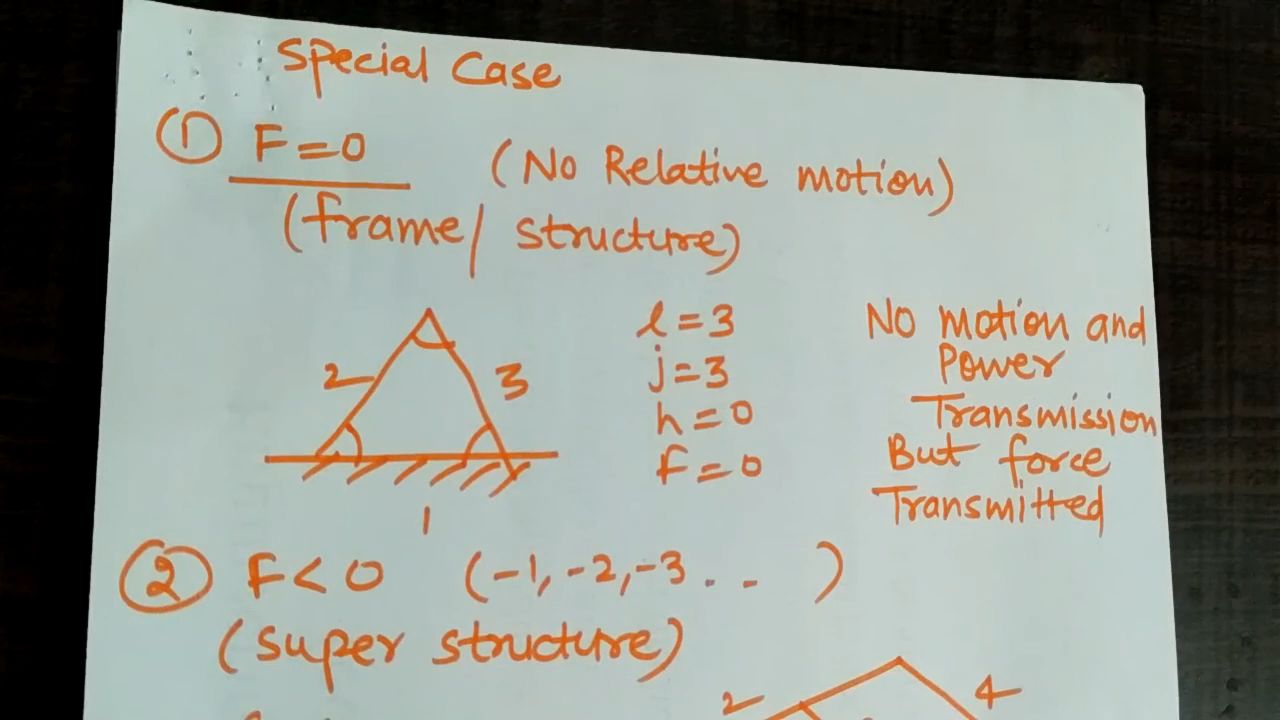 Special Case
① F=0 (No Relative motion)
(frame/ structure)
l=3
j=3
h=0
F=0
No motion and
Power
Transmission
But force
Transmitted
2
3
1
② F<0 (-1,-2,-3.. )
(super structure)
2
4